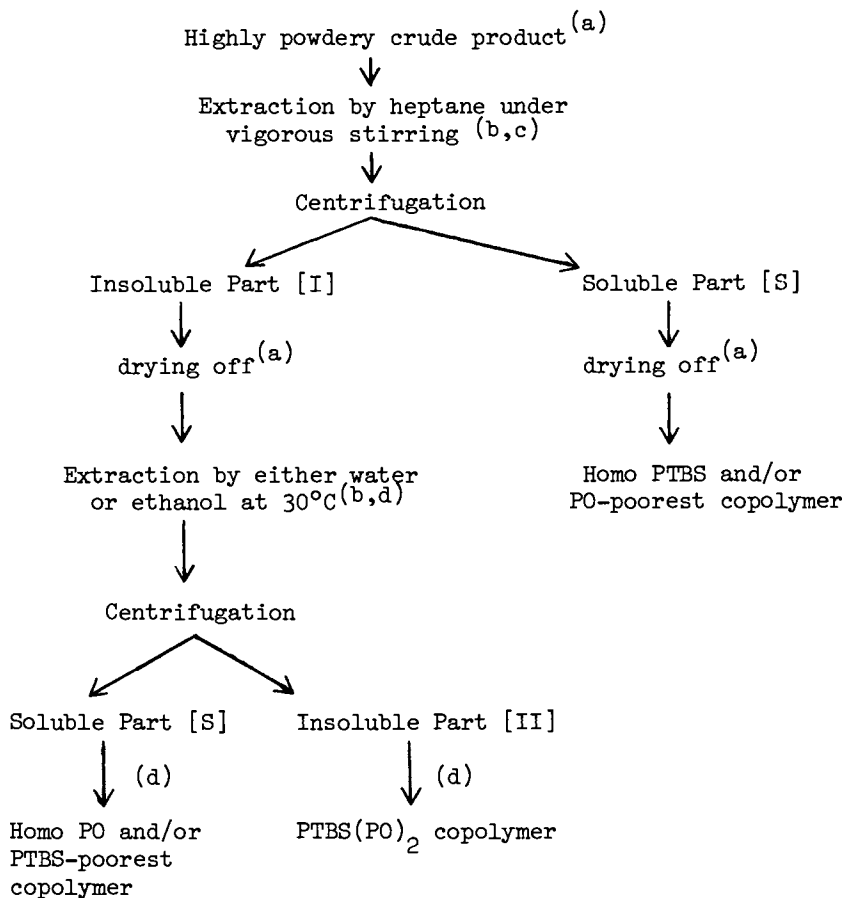 Highly powdery crude product(a)
Extraction by heptane under
vigorous stirring (b,c)
Centrifugation
Insoluble Part [I]
Soluble Part [S]
drying off(a)
drying off(a)
Extraction by either water
or ethanol at 30°C(b,d)
Homo PTBS and/or
PO-poorest copolymer
Centrifugation
Soluble Part [S]
Insoluble Part [II]
(d)
(d)
Homo PO and/or
PTBS-poorest
copolymer
PTBS(PO)2 copolymer